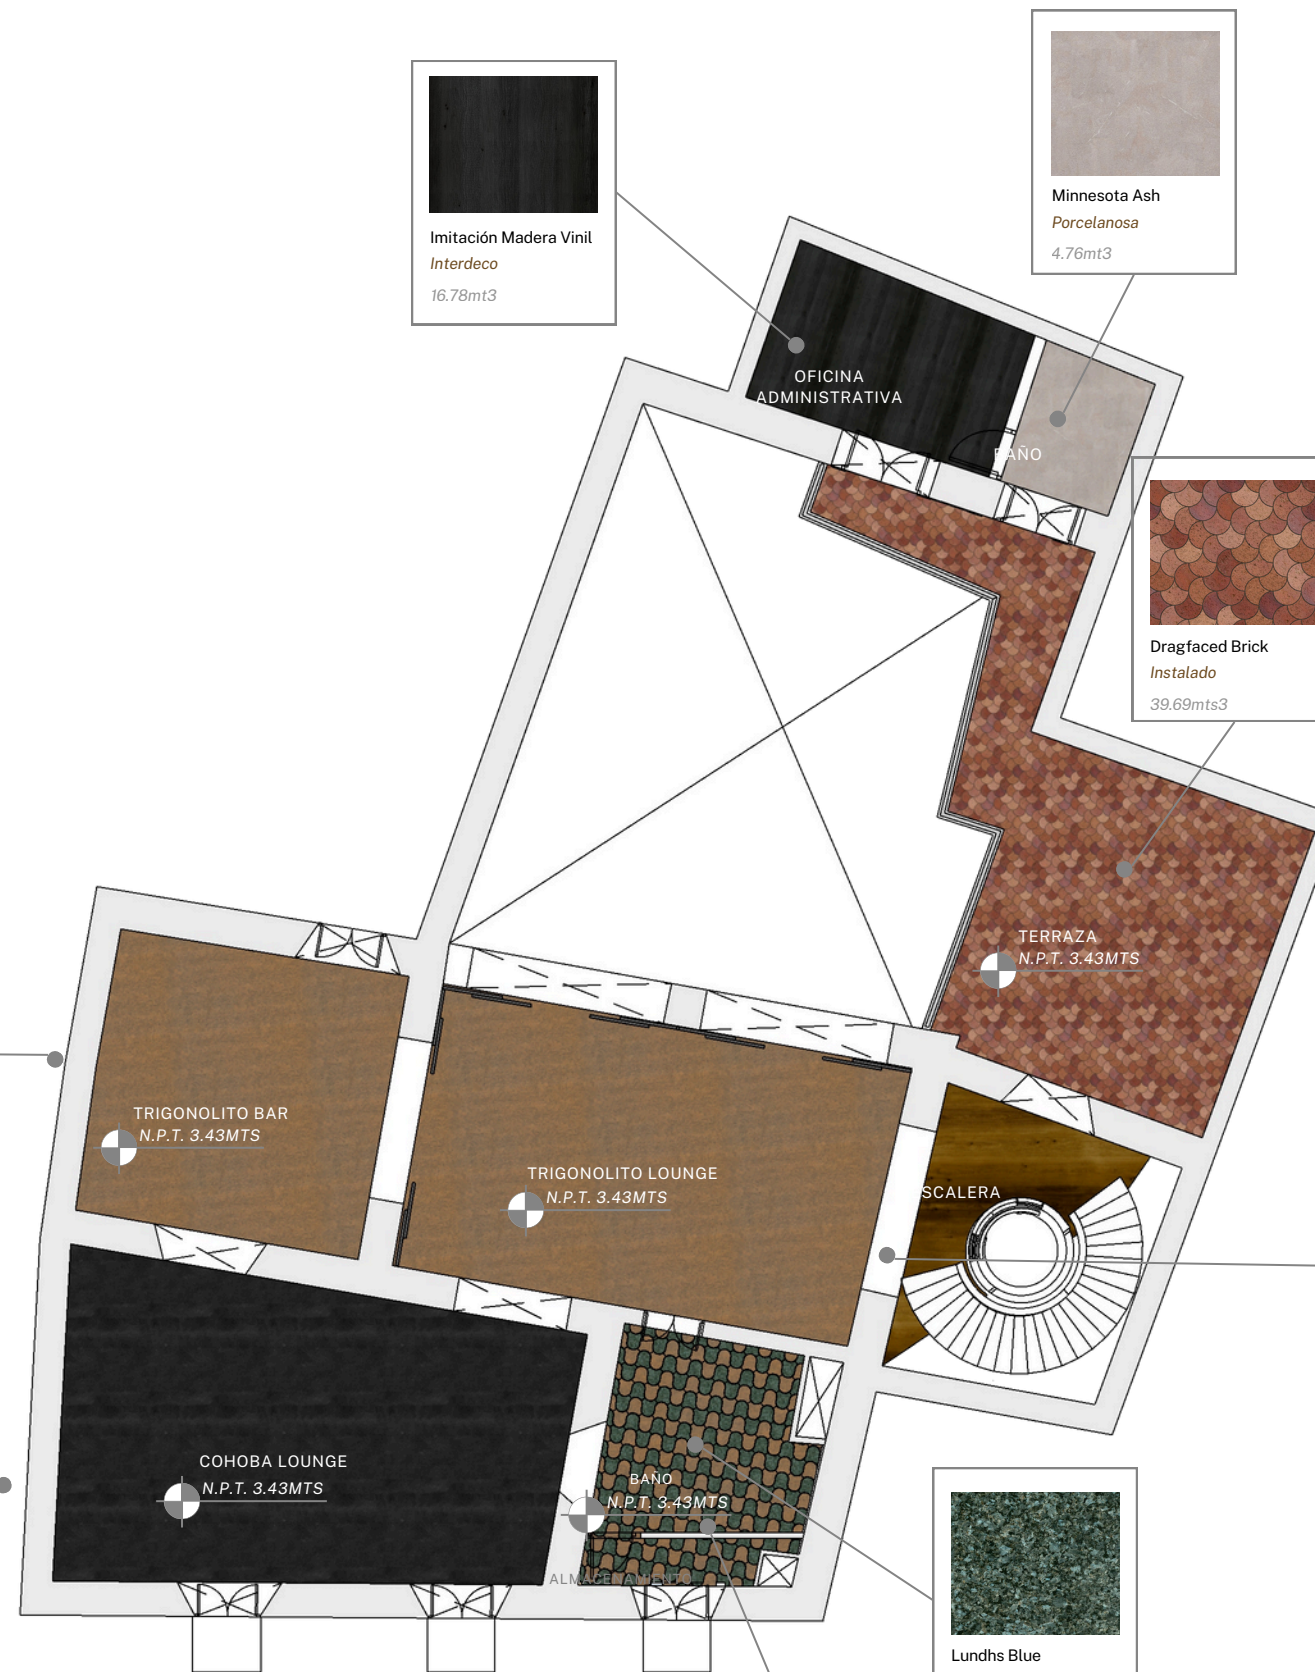 Minnesota Ash
Porcelanosa
4.76mt3
Imitación Madera Vinil
Interdeco
16.78mt3
OFICINA
ADMINISTRATIVA
BAÑO
Dragfaced Brick
Instalado
39.69mts3
TERRAZA
N.P.T. 3.43MTS
TRIGONOLITO BAR
N.P.T. 3.43MTS
TRIGONOLITO LOUNGE
N.P.T. 3.43MTS
SCALERA
COHOBA LOUNGE
N.P.T. 3.43MTS
BAÑO
N.P.T. 3.43MTS
ALMACENAMIENTO
Lundhs Blue